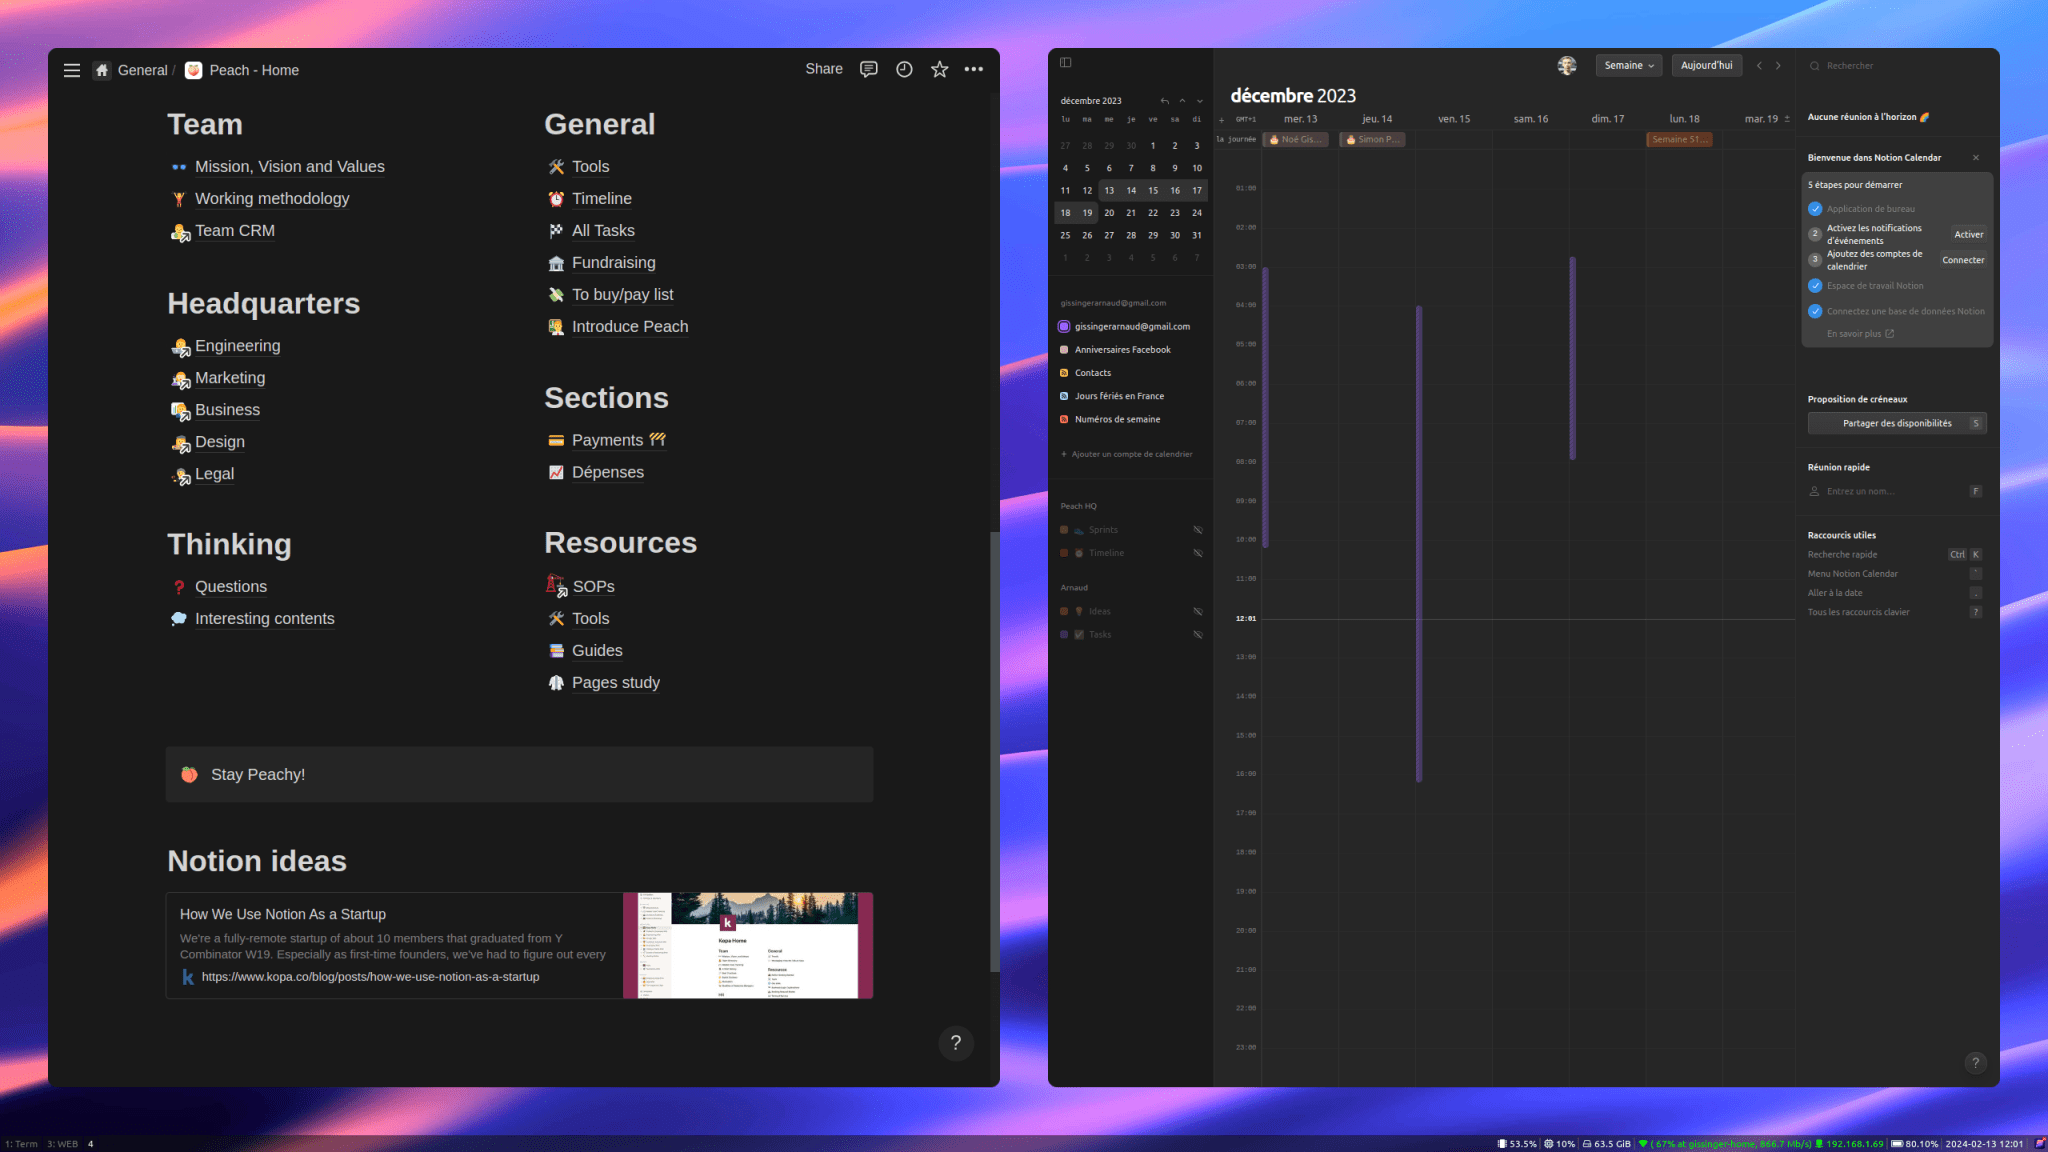 General / Peach - Home
Share
Team
Mission, Vision and Values
Working methodology
Team CRM
Headquarters
Engineering
Marketing
Business
Design
Legal
Thinking
Questions
Interesting contents
General
Tools
Timeline
All Tasks
Fundraising
To buy/pay list
Introduce Peach
Sections
Payments
Dépenses
Resources
SOPs
Tools
Guides
Pages study
Stay Peachy!
Notion ideas
How We Use Notion As a Startup
We're a fully-remote startup of about 10 members that graduated from Y
Combinator W19. Especially as first-time founders, we've had to figure out every
https://www.kopa.co/blog/posts/how-we-use-notion-as-a-startup
k
Kopa Home
?
décembre 2023
lu ma me je ve sa di
27 28 29 30 1 2 3
4 5 6 7 8 9 10
11 12 13 14 15 16 17
18 19 20 21 22 23 24
25 26 27 28 29 30 31
1 2 3 4 5 6 7
gissingerarnaud@gmail.com
gissingerarnaud@gmail.com
Anniversaires Facebook
Contacts
Jours fériés en France
Numéros de semaine
+ Ajouter un compte de calendrier
Peach HQ
Sprints
Timeline
Arnaud
Ideas
Tasks
Semaine
Aujourd'hui
décembre 2023
+ GMT+1 mer. 13 jeu. 14 ven. 15 sam. 16 dim. 17 lun. 18 mar. 19
la journée Noé Gis... Simon P... Semaine 51...
01:00
02:00
03:00
04:00
05:00
06:00
07:00
08:00
09:00
10:00
11:00
12:01
13:00
14:00
15:00
16:00
17:00
18:00
19:00
20:00
21:00
22:00
23:00
Rechercher
Aucune réunion à l'horizon
Bienvenue dans Notion Calendar
5 étapes pour démarrer
Application de bureau
2 Activez les notifications d'événements Activer
3 Ajoutez des comptes de calendrier Connecter
Espace de travail Notion
Connectez une base de données Notion
En savoir plus
Proposition de créneaux
Partager des disponibilités S
Réunion rapide
Entrez un nom... F
Raccourcis utiles
Recherche rapide Ctrl K
Menu Notion Calendar
Aller à la date .
Tous les raccourcis clavier ?
?
1: Term 3: WEB 4
53.5% 10% 63.5 GiB ( 67% at gissinger-home, 866.7 Mb/s) 192.168.1.69 80.10% 2024-02-13 12:01